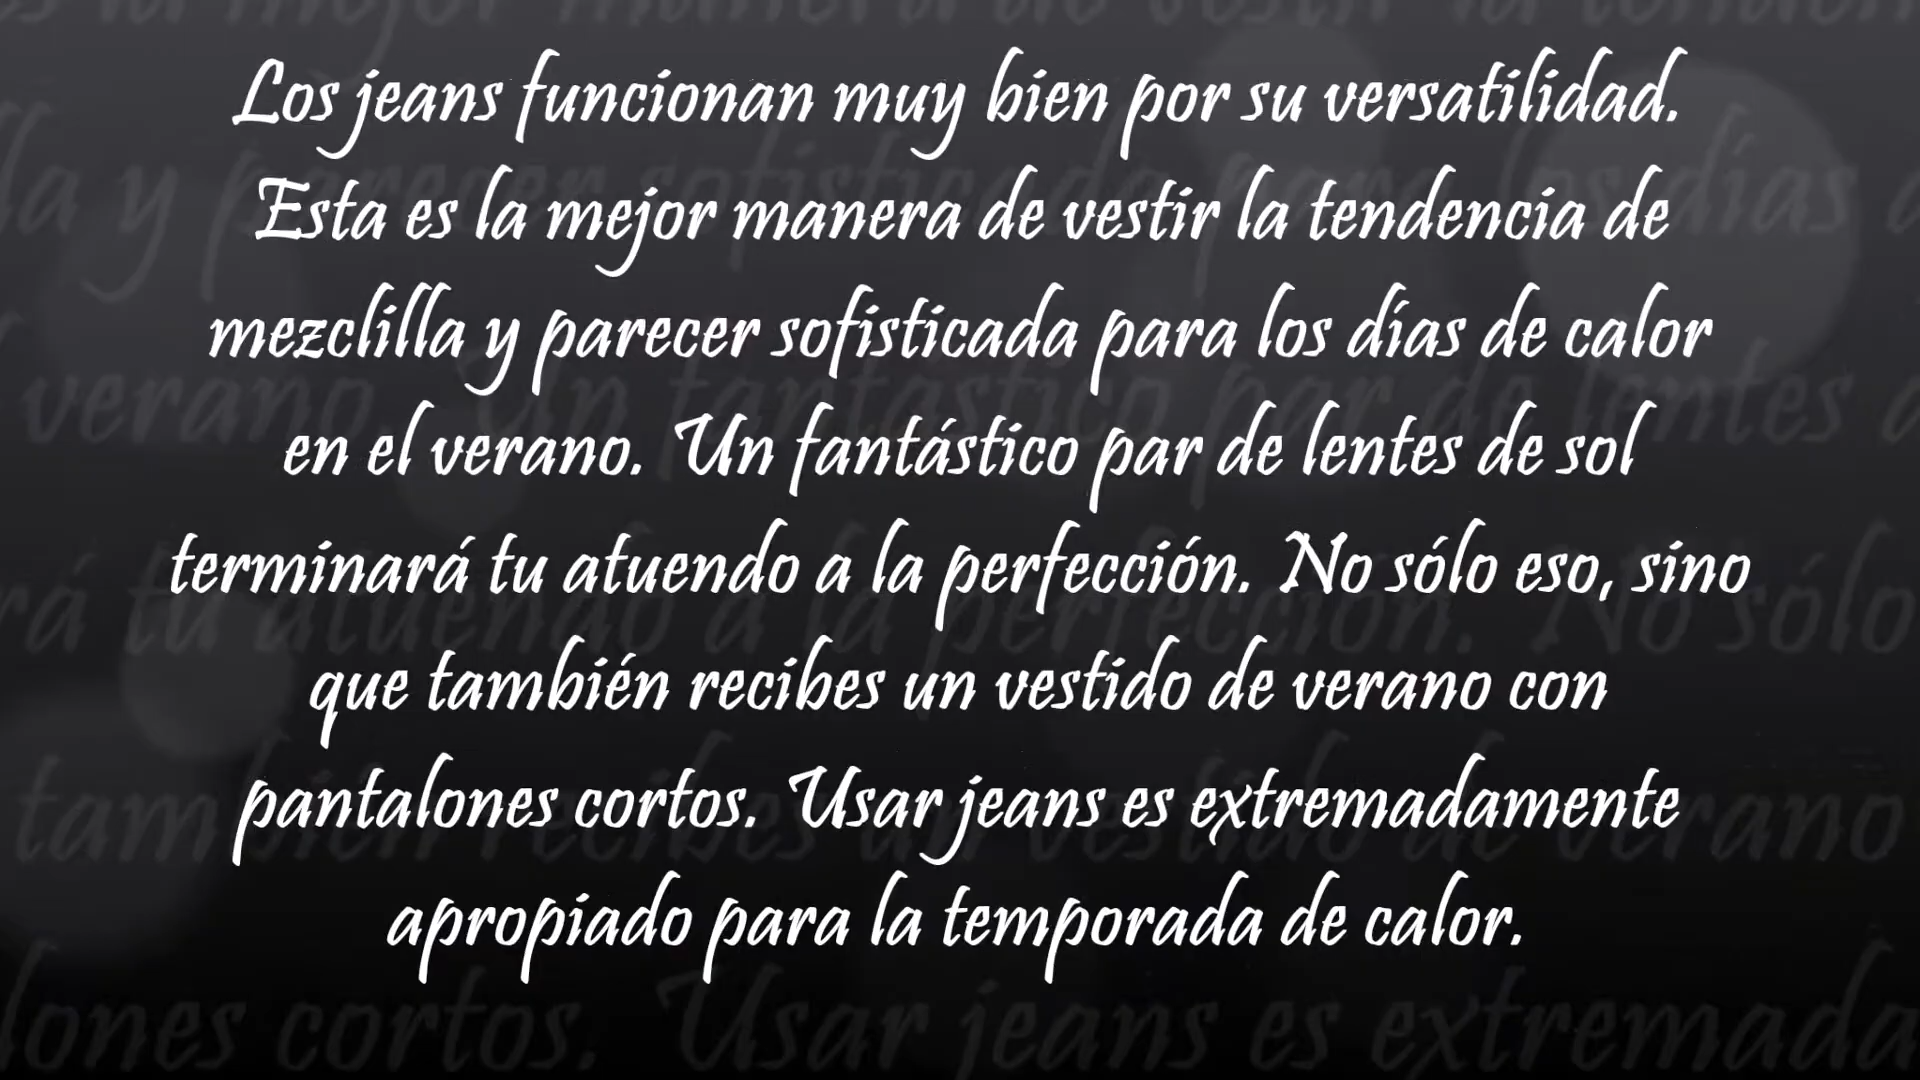 Los jeans funcionan muy bien por su versatilidad.
Esta es la mejor manera de vestir la tendencia de
mezclilla y parecer sofisticada para los días de calor
en el verano. Un fantástico par de lentes de sol
terminará tu atuendo a la perfección. No sólo eso, sino
que también recibes un vestido de verano con
pantalones cortos. Usar jeans es extremadamente
apropiado para la temporada de calor.